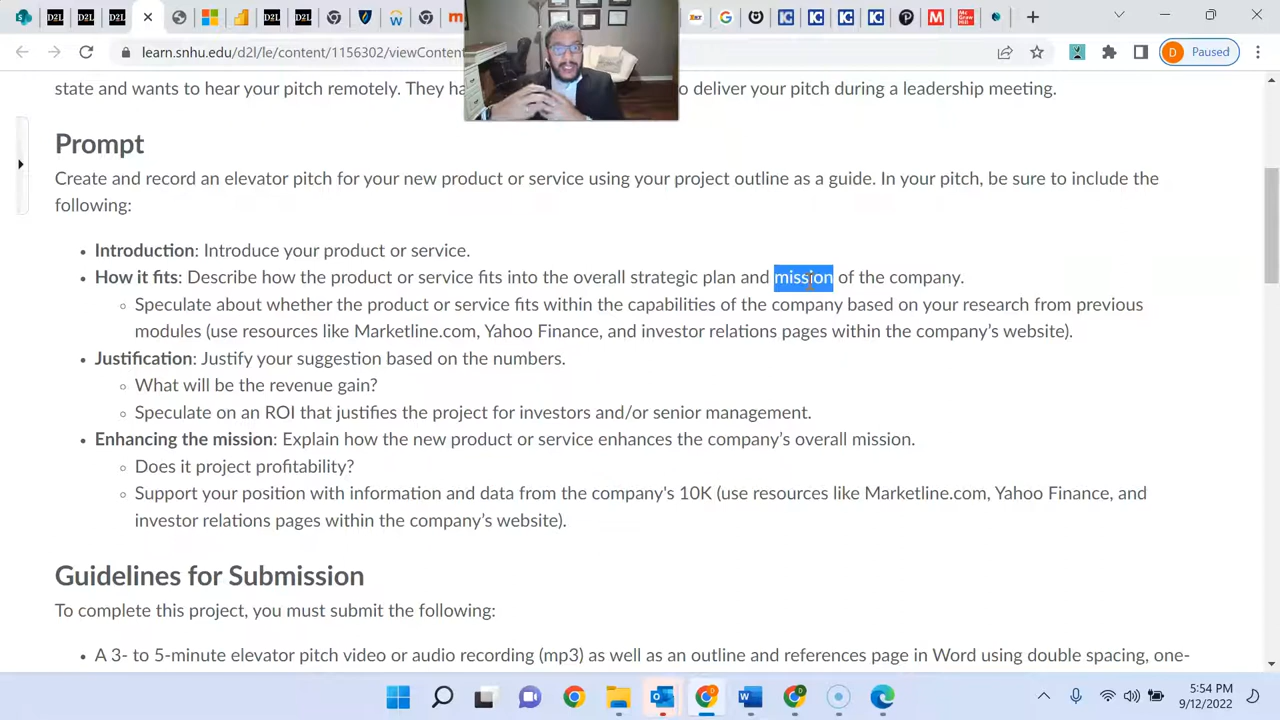 D2L
D2L
D2L
D2L
learn.snhu.edu/d2l/le/content/1156302/viewConten
D
Paused
state and wants to hear your pitch remotely. They ha
o deliver your pitch during a leadership meeting.
Prompt
Create and record an elevator pitch for your new product or service using your project outline as a guide. In your pitch, be sure to include the
following:
• Introduction: Introduce your product or service.
• How it fits: Describe how the product or service fits into the overall strategic plan and mission of the company.
◦ Speculate about whether the product or service fits within the capabilities of the company based on your research from previous
modules (use resources like Marketline.com, Yahoo Finance, and investor relations pages within the company's website).
• Justification: Justify your suggestion based on the numbers.
◦ What will be the revenue gain?
◦ Speculate on an ROI that justifies the project for investors and/or senior management.
• Enhancing the mission: Explain how the new product or service enhances the company's overall mission.
◦ Does it project profitability?
◦ Support your position with information and data from the company's 10K (use resources like Marketline.com, Yahoo Finance, and
investor relations pages within the company's website).
Guidelines for Submission
To complete this project, you must submit the following:
• A 3- to 5-minute elevator pitch video or audio recording (mp3) as well as an outline and references page in Word using double spacing, one-
5:54 PM
9/12/2022